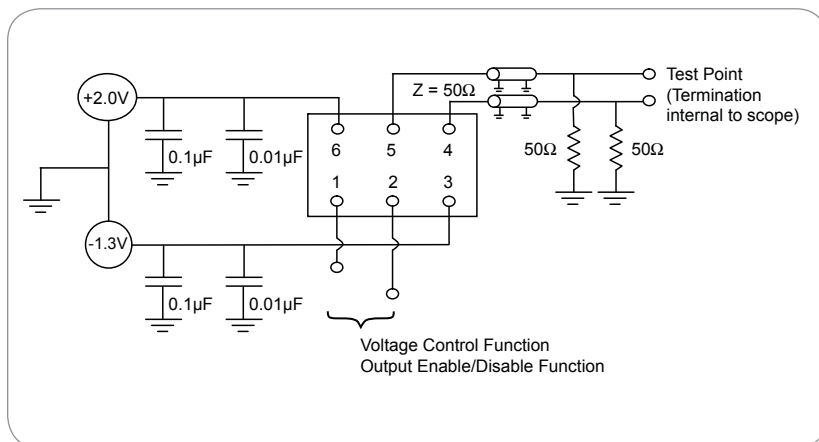 +2.0V
Z = 50Ω
Test Point
(Termination
internal to scope)
0.1µF
0.01µF
6
5
4
50Ω
50Ω
1
2
3
-1.3V
0.1µF
0.01µF
Voltage Control Function
Output Enable/Disable Function